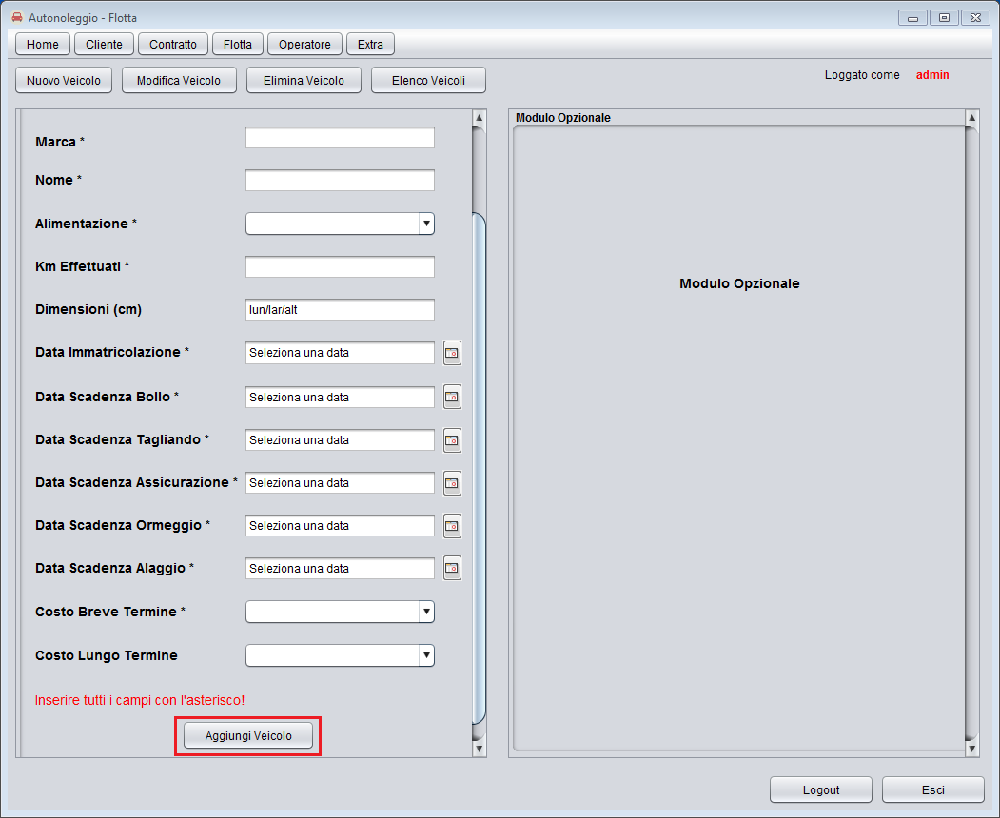 Autonoleggio - Flotta
Home Cliente Contratto Flotta Operatore Extra
Nuovo Veicolo Modifica Veicolo Elimina Veicolo Elenco Veicoli
Loggato come admin
Marca *
Nome *
Alimentazione *
Km Effettuati *
Dimensioni (cm) lun/lar/alt
Data Immatricolazione * Seleziona una data
Data Scadenza Bollo * Seleziona una data
Data Scadenza Tagliando * Seleziona una data
Data Scadenza Assicurazione * Seleziona una data
Data Scadenza Ormeggio * Seleziona una data
Data Scadenza Alaggio * Seleziona una data
Costo Breve Termine *
Costo Lungo Termine
Inserire tutti i campi con l'asterisco!
Aggiungi Veicolo
Modulo Opzionale
Modulo Opzionale
Logout Esci